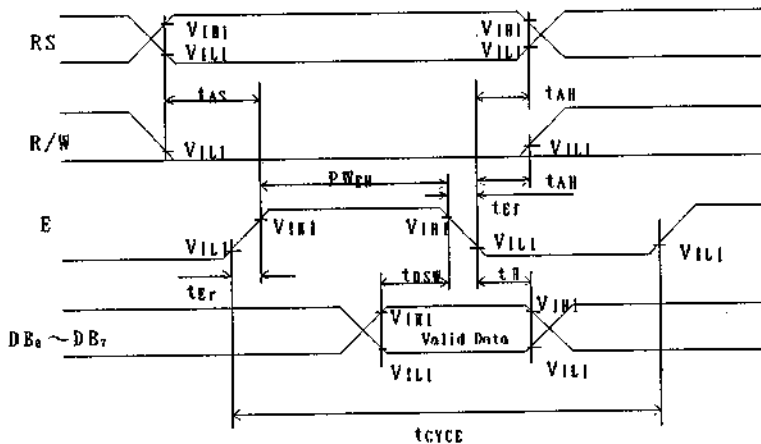 RS
VIH1
VIL1
VIH1
VIL1
tAS
tAH
R/W
VIL1
VIL1
PWEH
tAH
tEf
E
VIL1
VIH1
VIH1
VIL1
VIL1
tEr
tDSW
tH
DB0 ~DB7
VIH1
Valid Data
VIH1
VIL1
VIL1
tCYCE